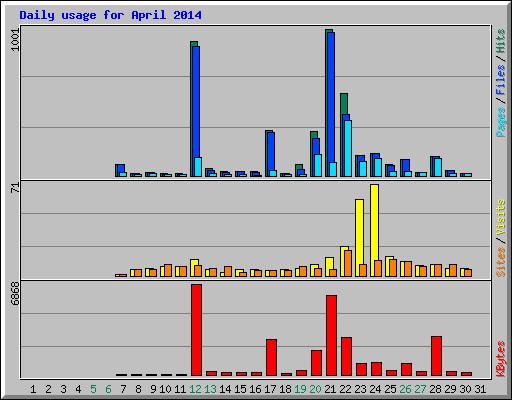 Daily usage for April 2014
1001
Pages / Files / Hits
71
Sites / Visits
6868
KBytes
1 2 3 4 5 6 7 8 9 10 11 12 13 14 15 16 17 18 19 20 21 22 23 24 25 26 27 28 29 30 31